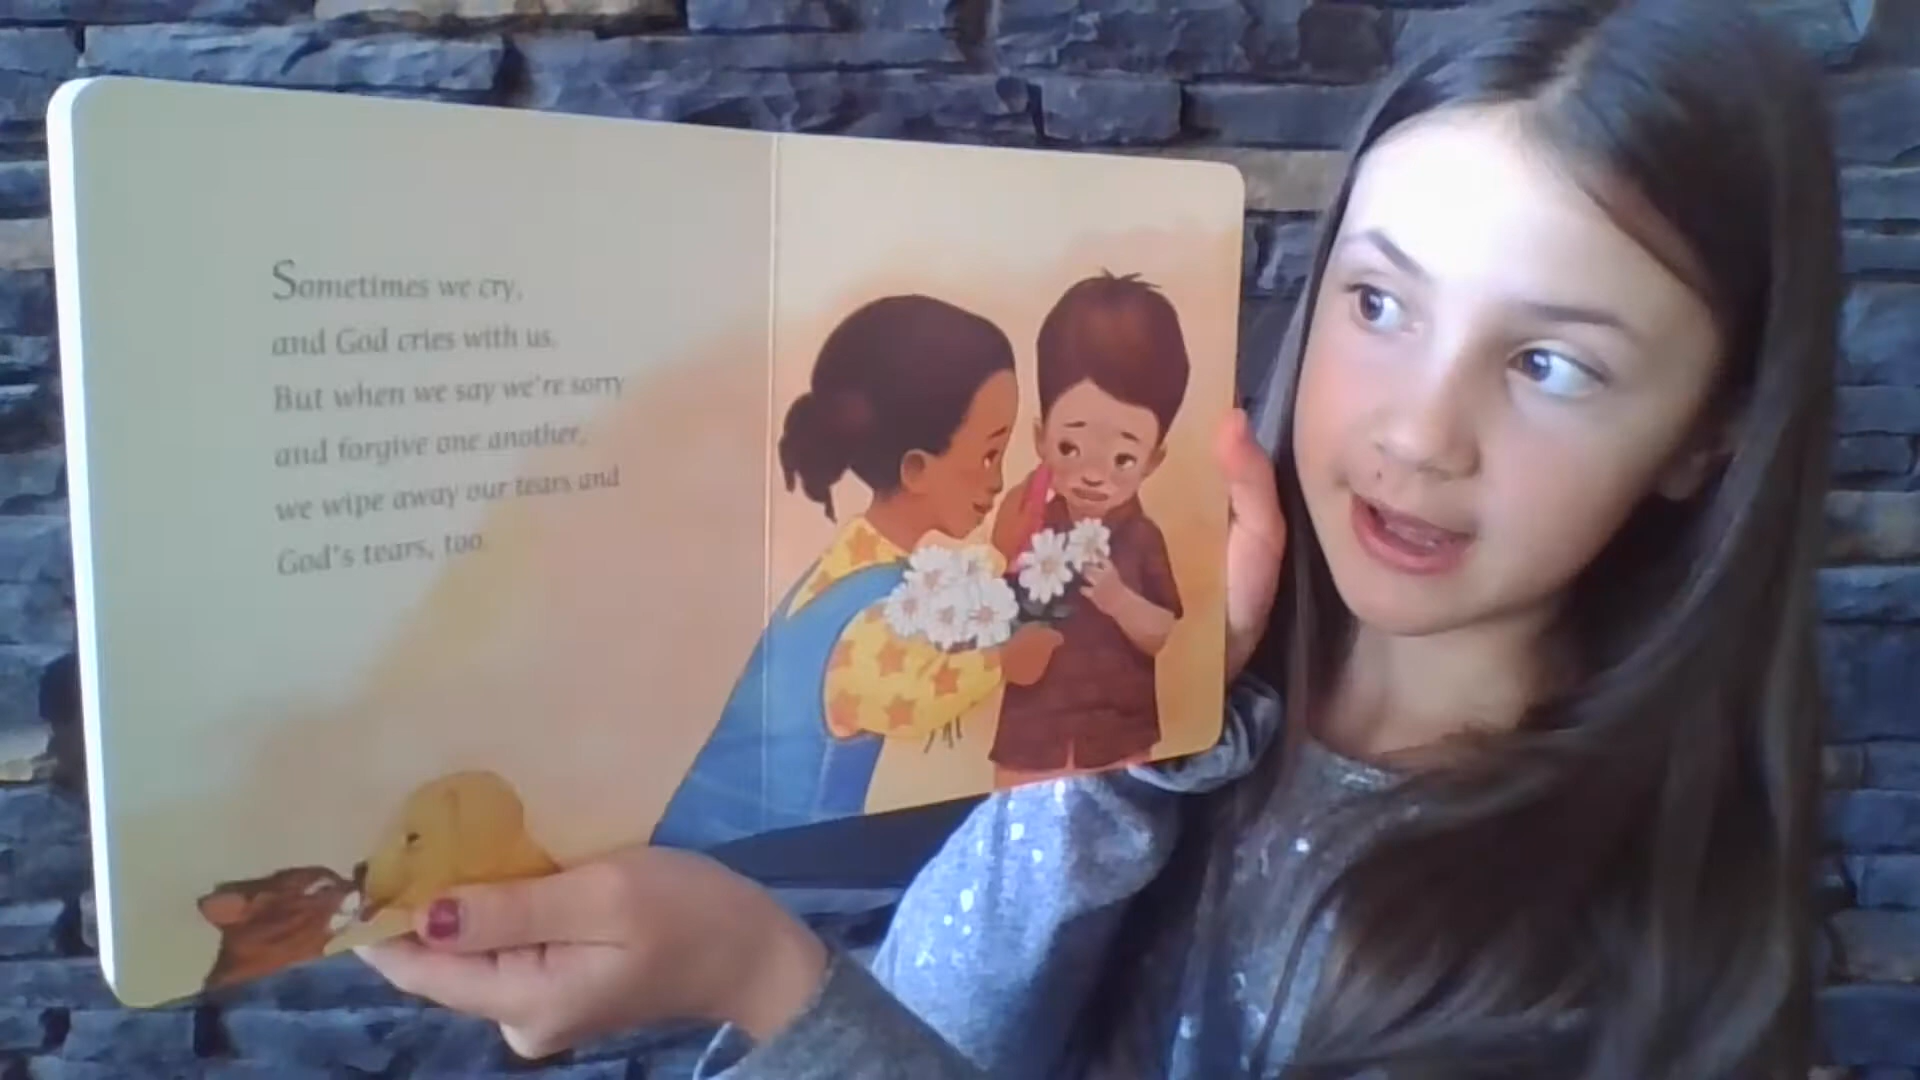 Sometimes we cry,
and God cries with us.
But when we say we're sorry
and forgive one another,
we wipe away our tears and
God's tears, too.